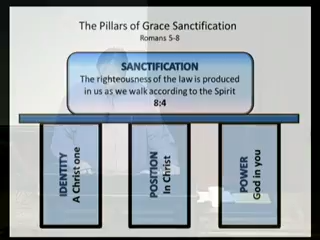 The Pillars of Grace Sanctification
Romans 5-8
SANCTIFICATION
The righteousness of the law is produced
in us as we walk according to the Spirit
8:4
IDENTITY
A Christ one
POSITION
In Christ
POWER
God in you